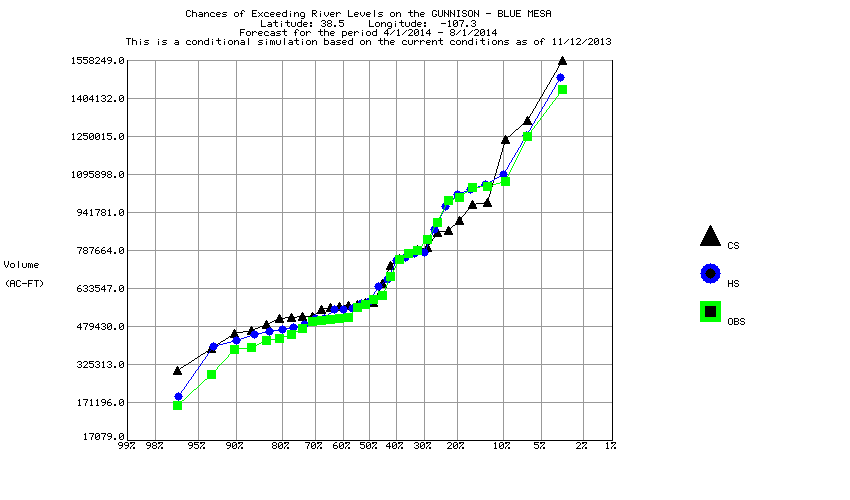 Chances of Exceeding River Levels on the GUNNISON - BLUE MESA
Latitude: 38.5 Longitude: -107.3
Forecast for the period 4/1/2014 - 8/1/2014
This is a conditional simulation based on the current conditions as of 11/12/2013
1558249.0
1404132.0
1250015.0
1095898.0
941781.0
787664.0
633547.0
479430.0
325313.0
171196.0
17079.0
Volume
(AC-FT)
99% 98% 95% 90% 80% 70% 60% 50% 40% 30% 20% 10% 5% 2% 1%
CS
HS
OBS